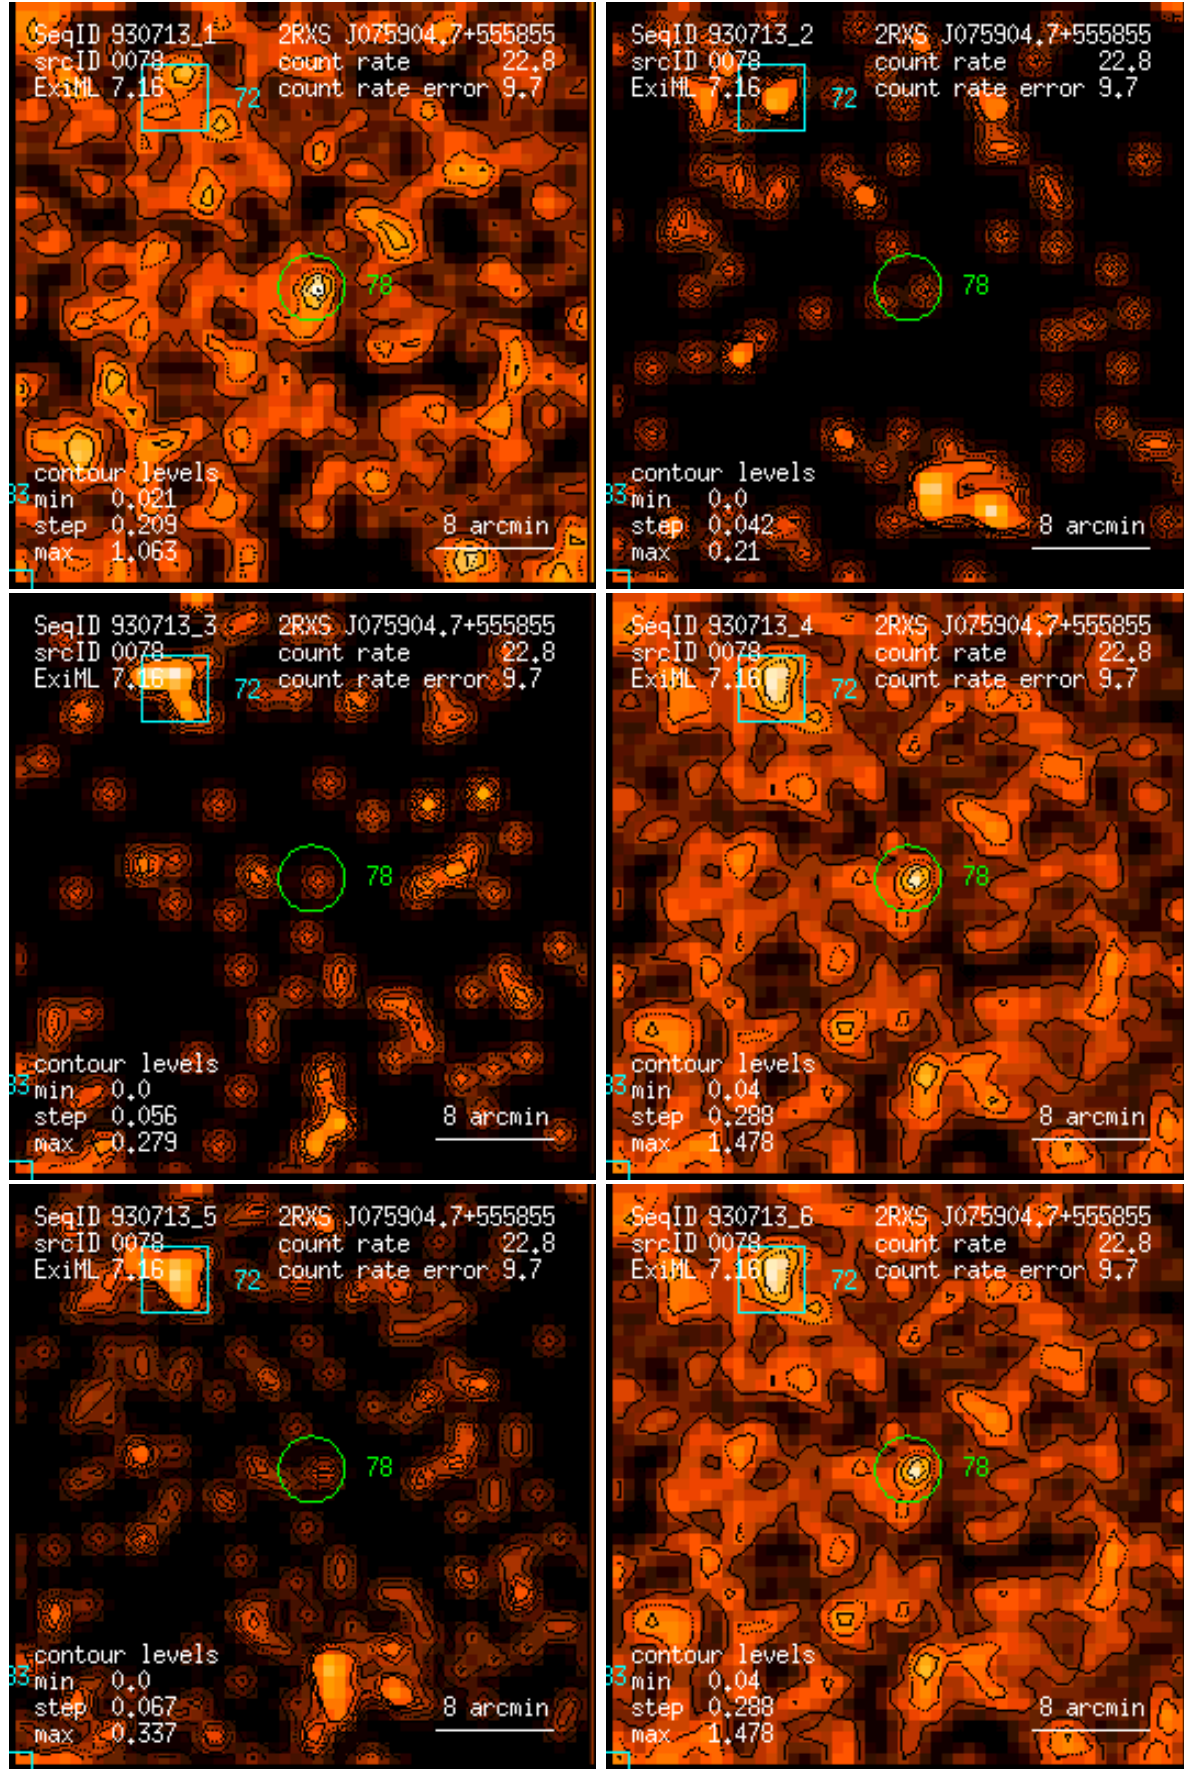 SeqID 930713_1 2RXS J075904.7+555855
srcID 0078 count rate 22.8
ExiML 7.16 72 count rate error 9.7
78
contour levels
33 min 0.021
step 0.209 8 arcmin
max 1.063
SeqID 930713_2 2RXS J075904.7+555855
srcID 0078 count rate 22.8
ExiML 7.16 72 count rate error 9.7
78
contour levels
33 min 0.0
step 0.042 8 arcmin
max 0.21
SeqID 930713_3 2RXS J075904.7+555855
srcID 0078 count rate 22.8
ExiML 7.16 72 count rate error 9.7
78
contour levels
33 min 0.0
step 0.056 8 arcmin
max 0.279
SeqID 930713_4 2RXS J075904.7+555855
srcID 0078 count rate 22.8
ExiML 7.16 72 count rate error 9.7
78
contour levels
33 min 0.04
step 0.288 8 arcmin
max 1.478
SeqID 930713_5 2RXS J075904.7+555855
srcID 0078 count rate 22.8
ExiML 7.16 72 count rate error 9.7
78
contour levels
33 min 0.0
step 0.067 8 arcmin
max 0.337
SeqID 930713_6 2RXS J075904.7+555855
srcID 0078 count rate 22.8
ExiML 7.16 72 count rate error 9.7
78
contour levels
33 min 0.04
step 0.288 8 arcmin
max 1.478